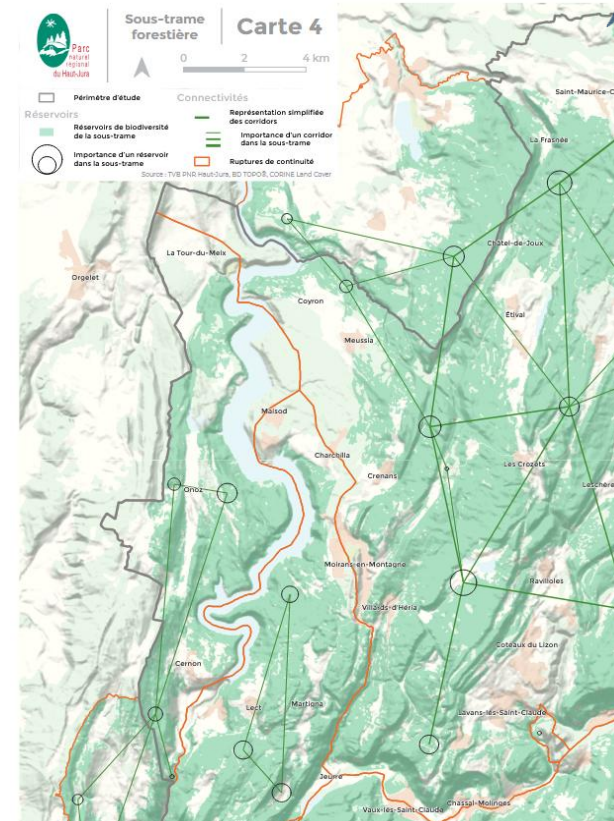 Parc
naturel
régional
du Haut-Jura
Sous-trame
forestière
Carte 4
0 2 4 km
Périmètre d'étude
Réservoirs
Réservoirs de biodiversité
de la sous-trame
Importance d'un réservoir
dans la sous-trame
Connectivités
Représentation simplifiée
des corridors
Importance d'un corridor
dans la sous-trame
Ruptures de continuité
Source : TVB PNR Haut-Jura, BD TOPO®, CORINE Land Cover
Saint-Maurice-C
La Frasnée
La Tour-du-Meix
Châtel-de-Joux
Orgelet
Coyron
Étival
Meussia
Maisod
Charchilla
Les Crozets
Crenans
Leschère
Onoz
Moirans-en-Montagne
Ravilloles
Villards-d'Héria
Coteaux du Lizon
Cernon
Lect
Martigna
Lavans-lès-Saint-Claude
Jeurre
Chassal-Molinges
Vaux-lès-Saint-Claude